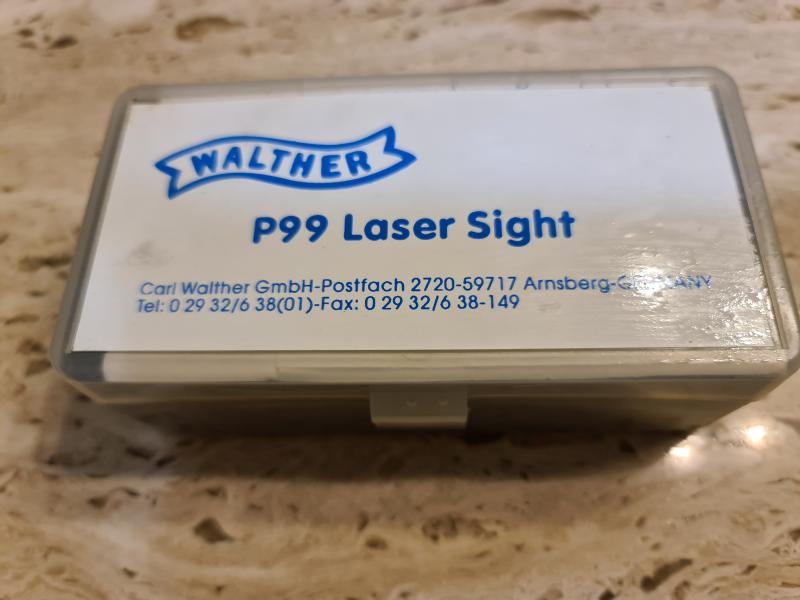 WALTHER
P99 Laser Sight
Carl Walther GmbH-Postfach 2720-59717 Arnsberg-GERMANY
Tel: 0 29 32/6 38(01)-Fax: 0 29 32/6 38-149